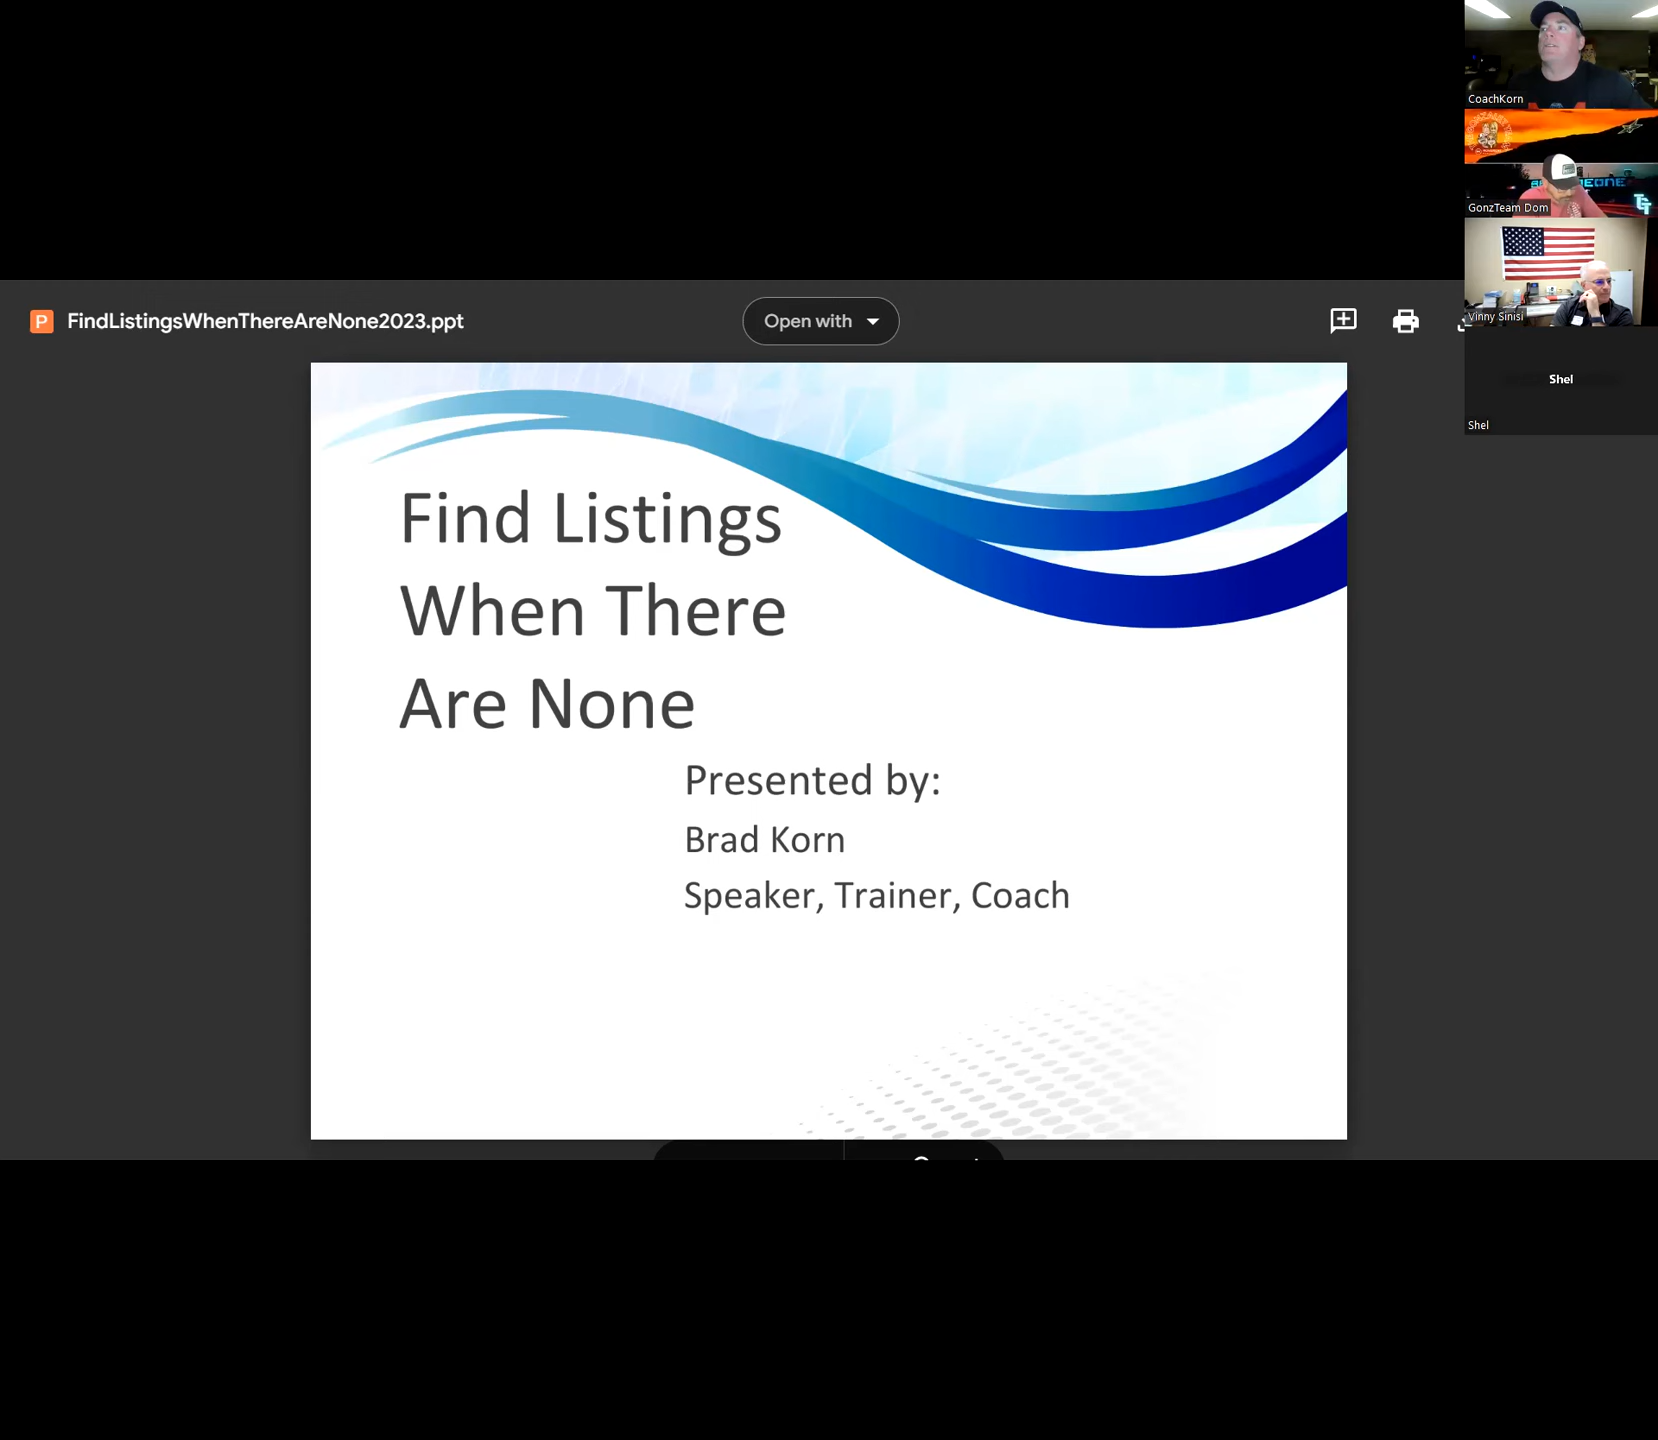 FindListingsWhenThereAreNone2023.ppt
Open with
Find Listings
When There
Are None
Presented by:
Brad Korn
Speaker, Trainer, Coach
CoachKorn
GonzTeam Dom
Vinny Sinisi
Shel
Shel